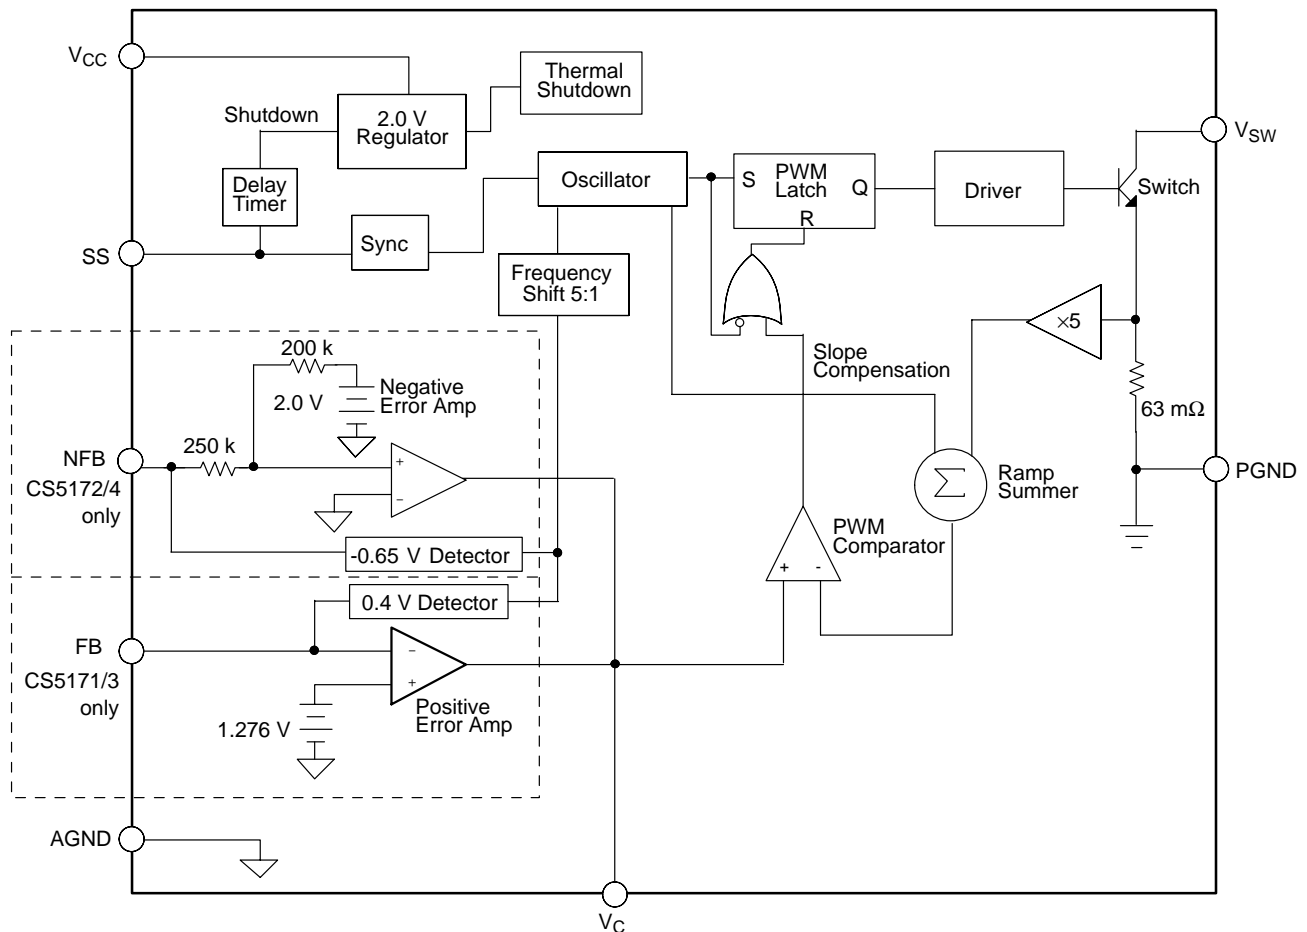 VCC
Thermal
Shutdown
Shutdown
2.0 V
Regulator
VSW
Delay
Timer
Oscillator
S
PWM
Latch
Q
R
Driver
Switch
SS
Sync
Frequency
Shift 5:1
×5
200 k
Slope
Compensation
2.0 V
Negative
Error Amp
63 mΩ
250 k
NFB
CS5172/4
only
+
−
Σ
Ramp
Summer
PGND
PWM
Comparator
-0.65 V Detector
+
-
0.4 V Detector
FB
CS5171/3
only
−
+
Positive
Error Amp
1.276 V
AGND
VC